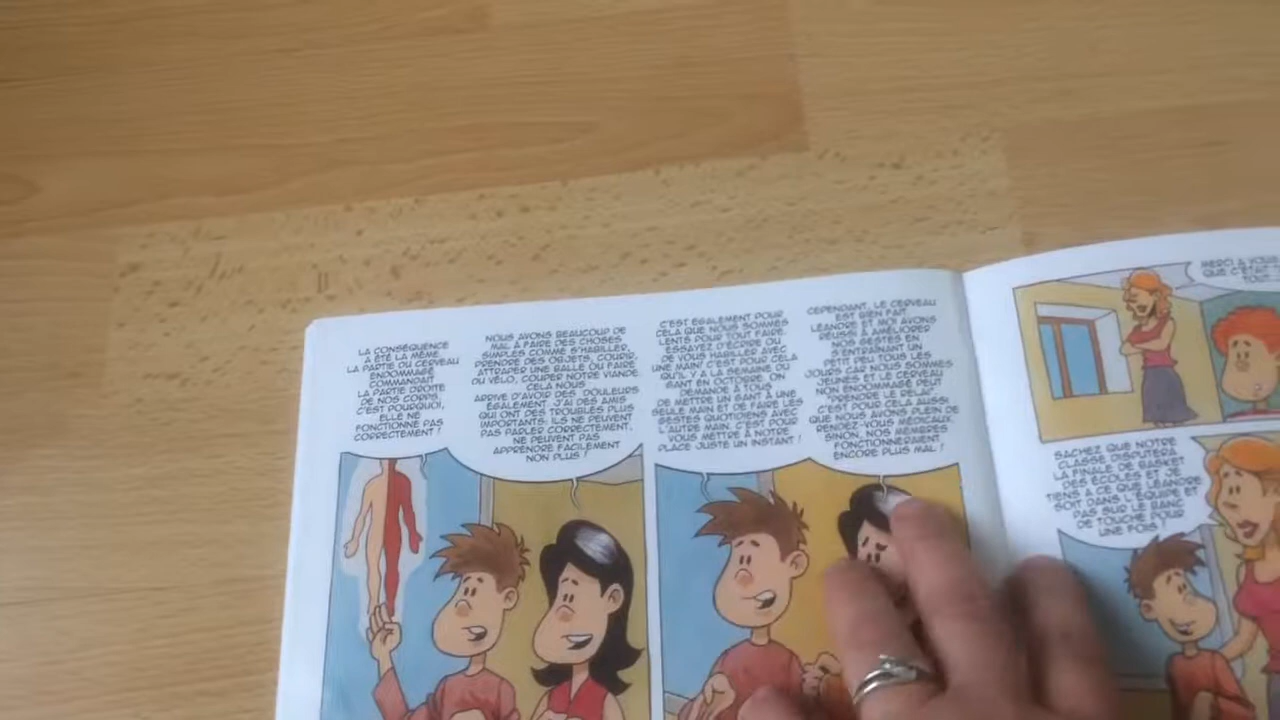 LA CONSÉQUENCE
A ÉTÉ LA MÊME.
LA PARTIE DU CERVEAU
ENDOMMAGÉ
COMMANDAIT
LA PARTIE DROITE
DE NOS CORPS.
C'EST POURQUOI,
ELLE NE
FONCTIONNE PAS
CORRECTEMENT !
NOUS AVONS BEAUCOUP DE
MAL À FAIRE DES CHOSES
SIMPLES COMME S'HABILLER,
PRENDRE DES OBJETS, COURIR,
ATTRAPER UNE BALLE OU FAIRE
DU VÉLO, COUPER NOTRE VIANDE.
CELA NOUS
ARRIVE D'AVOIR DES DOULEURS
ÉGALEMENT. J'AI DES AMIS
QUI ONT DES TROUBLES PLUS
IMPORTANTS: ILS NE PEUVENT
PAS PARLER CORRECTEMENT,
NE PEUVENT PAS
APPRENDRE FACILEMENT
NON PLUS !
C'EST ÉGALEMENT POUR
CELA QUE NOUS SOMMES
LENTS POUR TOUT FAIRE.
ESSAYEZ D'ÉCRIRE OU
DE VOUS HABILLER AVEC
UNE MAIN! C'EST POUR CELA
QU'IL Y A LA SEMAINE DU
GANT EN OCTOBRE. ON
DEMANDE À TOUS
DE METTRE UN GANT À UNE
SEULE MAIN ET DE FAIRE LES
GESTES QUOTIDIENS AVEC
L'AUTRE MAIN. C'EST POUR
VOUS METTRE À NOTRE
PLACE JUSTE UN INSTANT !
CEPENDANT, LE CERVEAU
EST BIEN FAIT.
LÉANDRE ET MOI AVONS
RÉUSSI À AMÉLIORER
NOS GESTES EN
S'ENTRAÎNANT UN
PETIT PEU TOUS LES
JOURS CAR NOUS SOMMES
JEUNES ET LE CERVEAU
NON ENDOMMAGÉ PEUT
"PRENDRE LE RELAI".
C'EST POUR CELA AUSSI
QUE NOUS AVONS PLEIN DE
RENDEZ-VOUS MÉDICAUX.
SINON, NOS MEMBRES
FONCTIONNERAIENT
ENCORE PLUS MAL !
MERCI À VOUS
QUE C'ÉTAIT
SACHEZ QUE NOTRE
CLASSE DISPUTERA
LA FINALE DE BASKET
DES ÉCOLES ET JE
TIENS À CE QUE LÉANDRE
SOIT DANS L'ÉQUIPE ET
PAS SUR LE BANC
DE TOUCHE POUR
UNE FOIS !